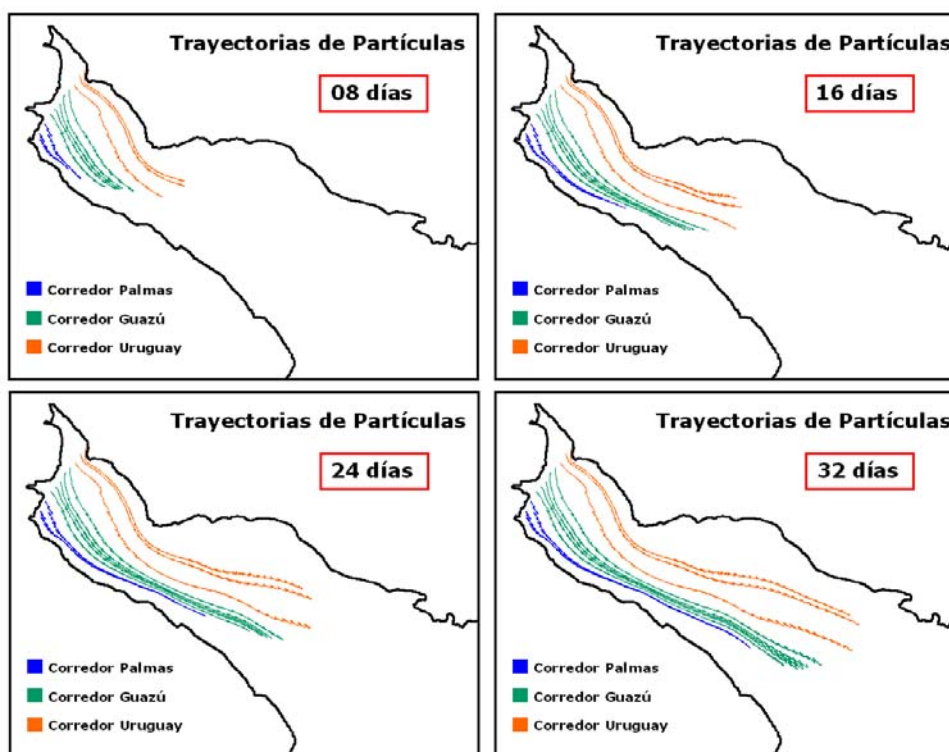 Trayectorias de Partículas
08 días
Corredor Palmas
Corredor Guazú
Corredor Uruguay
Trayectorias de Partículas
16 días
Corredor Palmas
Corredor Guazú
Corredor Uruguay
Trayectorias de Partículas
24 días
Corredor Palmas
Corredor Guazú
Corredor Uruguay
Trayectorias de Partículas
32 días
Corredor Palmas
Corredor Guazú
Corredor Uruguay